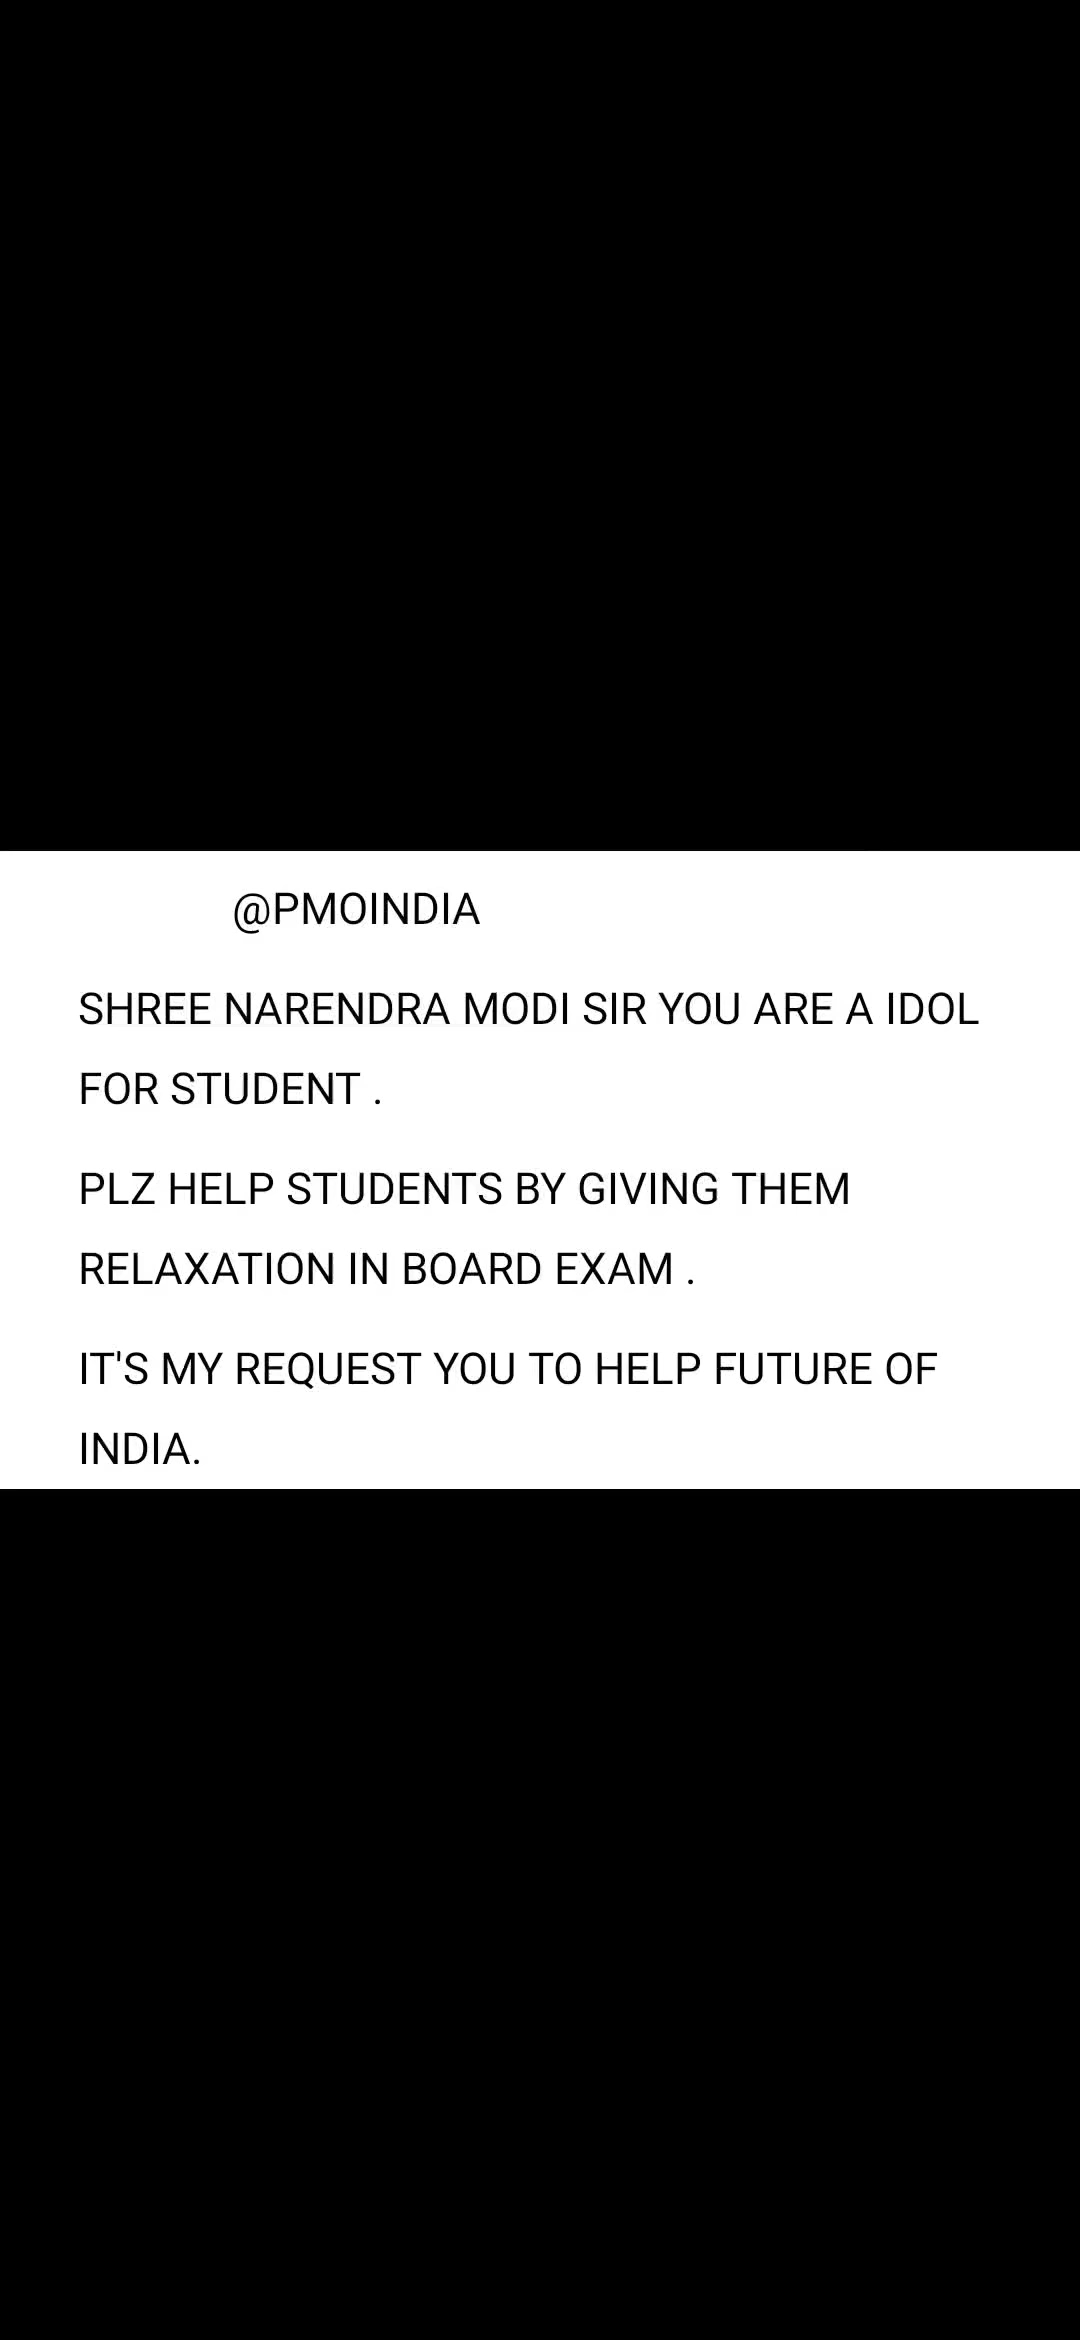 @PMOINDIA
SHREE NARENDRA MODI SIR YOU ARE A IDOL
FOR STUDENT .
PLZ HELP STUDENTS BY GIVING THEM
RELAXATION IN BOARD EXAM .
IT'S MY REQUEST YOU TO HELP FUTURE OF
INDIA.